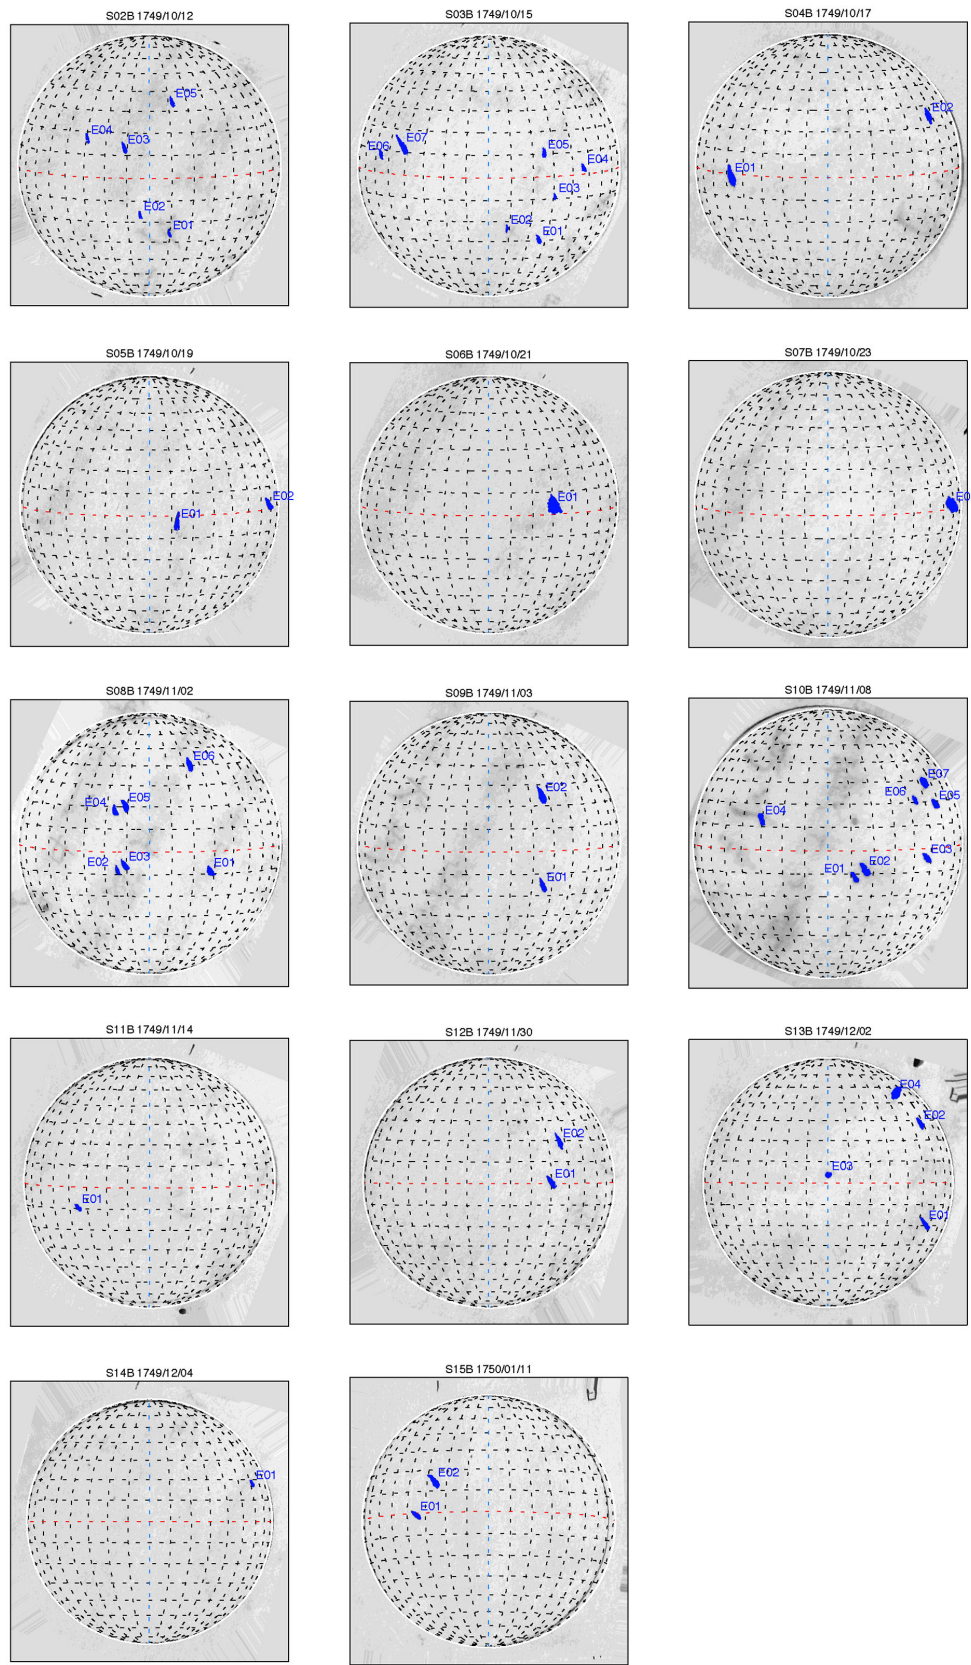 S02B 1749/10/12
E05
E04
E03
E02
E01
S03B 1749/10/15
E07
E06
E05
E04
E03
E02
E01
S04B 1749/10/17
E02
E01
S05B 1749/10/19
E02
E01
S06B 1749/10/21
E01
S07B 1749/10/23
E0
S08B 1749/11/02
E06
E04
E05
E02
E03
E01
S09B 1749/11/03
E02
E01
S10B 1749/11/08
E07
E06
E05
E04
E03
E01
E02
S11B 1749/11/14
E01
S12B 1749/11/30
E02
E01
S13B 1749/12/02
E04
E02
E03
E01
S14B 1749/12/04
E01
S15B 1750/01/11
E02
E01